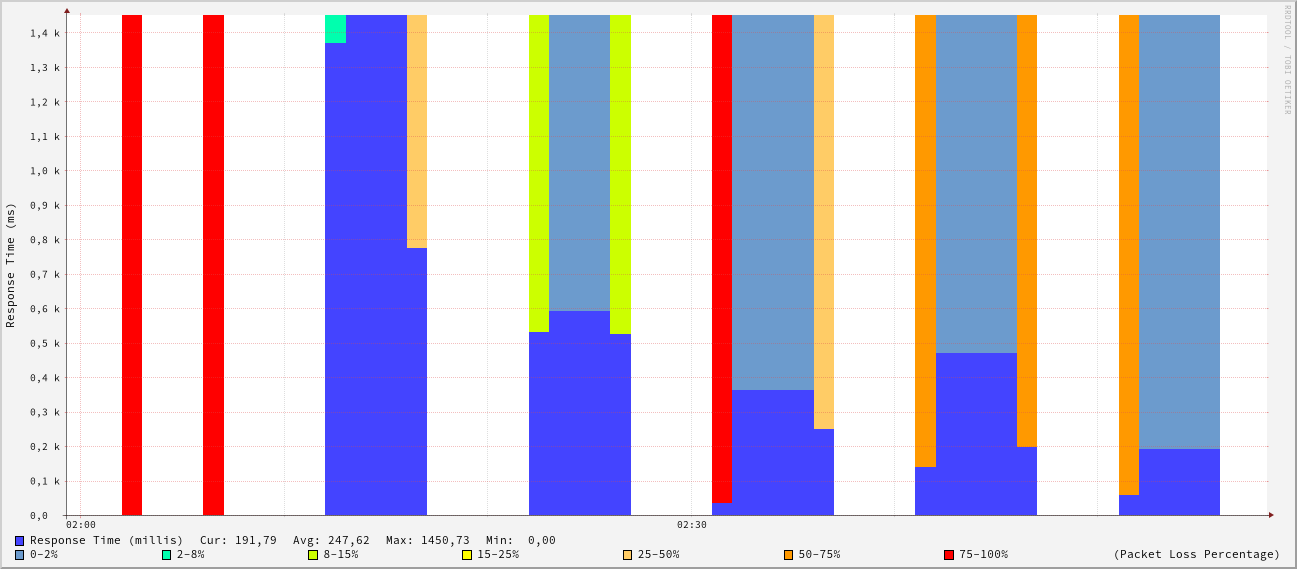 RRDTOOL / TOBI OETIKER
Response Time (ms)
1,4 k
1,3 k
1,2 k
1,1 k
1,0 k
0,9 k
0,8 k
0,7 k
0,6 k
0,5 k
0,4 k
0,3 k
0,2 k
0,1 k
0,0
02:00 02:30
Response Time (millis) Cur: 191,79 Avg: 247,62 Max: 1450,73 Min: 0,00
0-2% 2-8% 8-15% 15-25% 25-50% 50-75% 75-100% (Packet Loss Percentage)